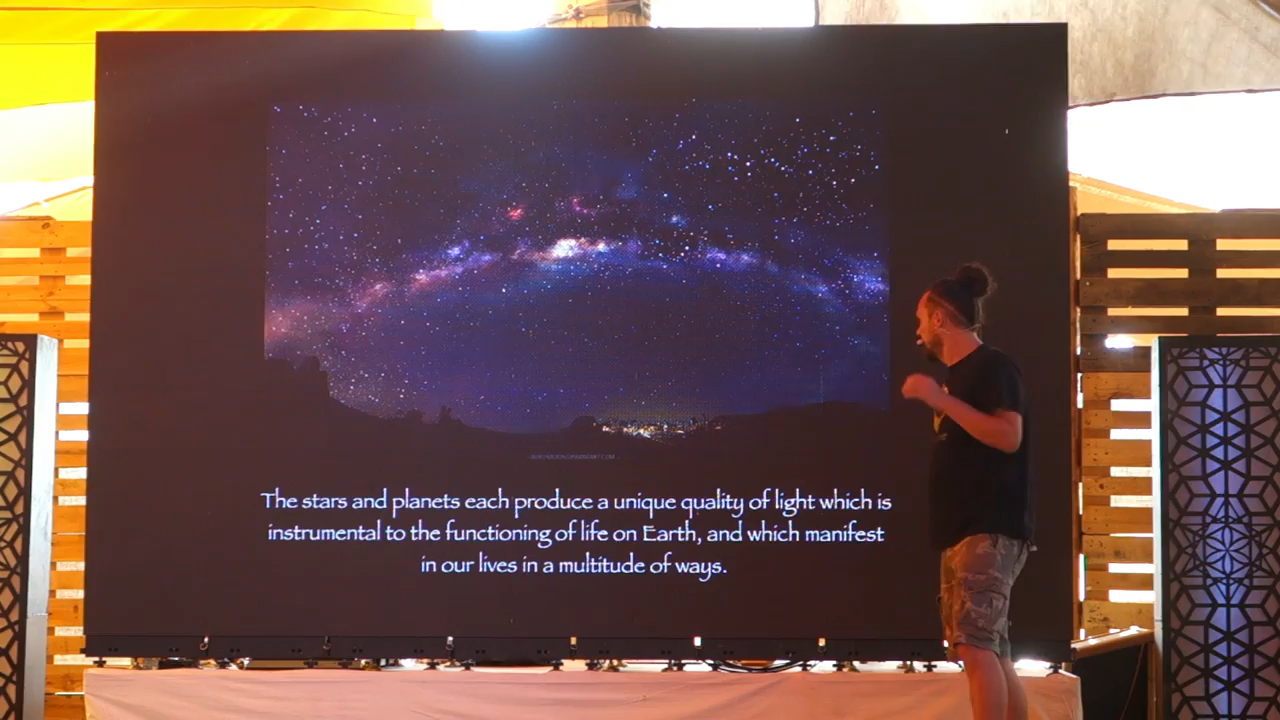 The stars and planets each produce a unique quality of light which is
instrumental to the functioning of life on Earth, and which manifest
in our lives in a multitude of ways.